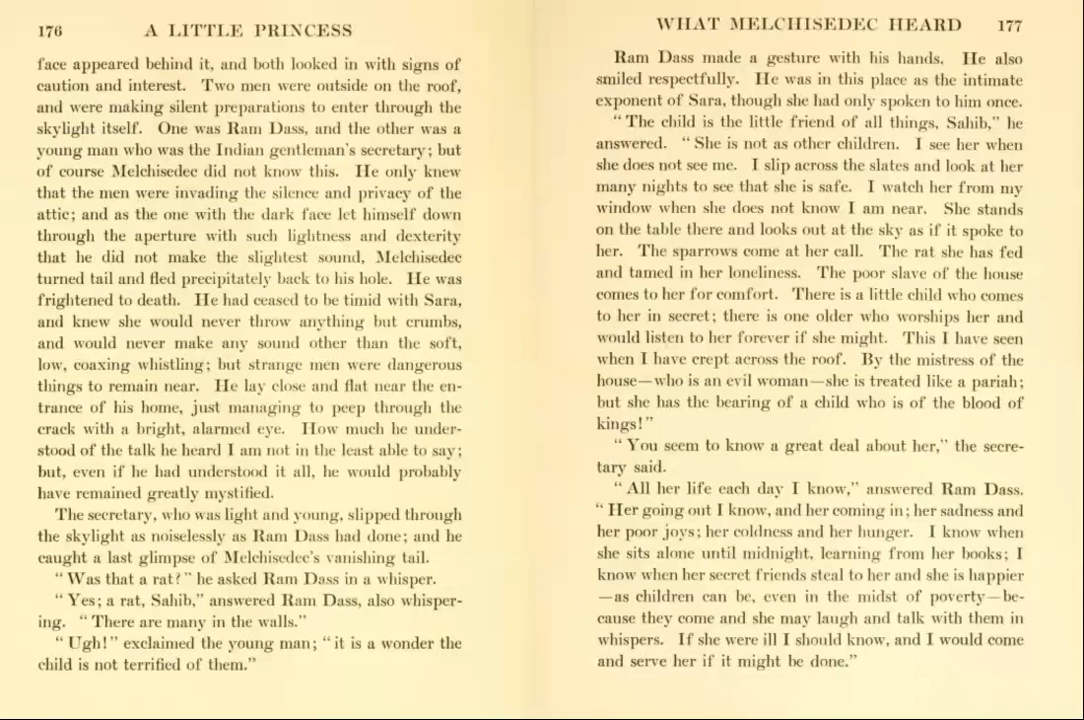 176 A LITTLE PRINCESS
face appeared behind it, and both looked in with signs of
caution and interest. Two men were outside on the roof,
and were making silent preparations to enter through the
skylight itself. One was Ram Dass, and the other was a
young man who was the Indian gentleman's secretary; but
of course Melchisedec did not know this. He only knew
that the men were invading the silence and privacy of the
attic; and as the one with the dark face let himself down
through the aperture with such lightness and dexterity
that he did not make the slightest sound, Melchisedec
turned tail and fled precipitately back to his hole. He was
frightened to death. He had ceased to be timid with Sara,
and knew she would never throw anything but crumbs,
and would never make any sound other than the soft,
low, coaxing whistling; but strange men were dangerous
things to remain near. He lay close and flat near the en-
trance of his home, just managing to peep through the
crack with a bright, alarmed eye. How much he under-
stood of the talk he heard I am not in the least able to say;
but, even if he had understood it all, he would probably
have remained greatly mystified.
The secretary, who was light and young, slipped through
the skylight as noiselessly as Ram Dass had done; and he
caught a last glimpse of Melchisedec's vanishing tail.
"Was that a rat?" he asked Ram Dass in a whisper.
"Yes; a rat, Sahib," answered Ram Dass, also whisper-
ing. "There are many in the walls."
"Ugh!" exclaimed the young man; "it is a wonder the
child is not terrified of them."
WHAT MELCHISEDEC HEARD 177
Ram Dass made a gesture with his hands. He also
smiled respectfully. He was in this place as the intimate
exponent of Sara, though she had only spoken to him once.
"The child is the little friend of all things, Sahib," he
answered. "She is not as other children. I see her when
she does not see me. I slip across the slates and look at her
many nights to see that she is safe. I watch her from my
window when she does not know I am near. She stands
on the table there and looks out at the sky as if it spoke to
her. The sparrows come at her call. The rat she has fed
and tamed in her loneliness. The poor slave of the house
comes to her for comfort. There is a little child who comes
to her in secret; there is one older who worships her and
would listen to her forever if she might. This I have seen
when I have crept across the roof. By the mistress of the
house—who is an evil woman—she is treated like a pariah;
but she has the bearing of a child who is of the blood of
kings!"
"You seem to know a great deal about her," the secre-
tary said.
"All her life each day I know," answered Ram Dass.
"Her going out I know, and her coming in; her sadness and
her poor joys; her coldness and her hunger. I know when
she sits alone until midnight, learning from her books; I
know when her secret friends steal to her and she is happier
—as children can be, even in the midst of poverty—be-
cause they come and she may laugh and talk with them in
whispers. If she were ill I should know, and I would come
and serve her if it might be done."